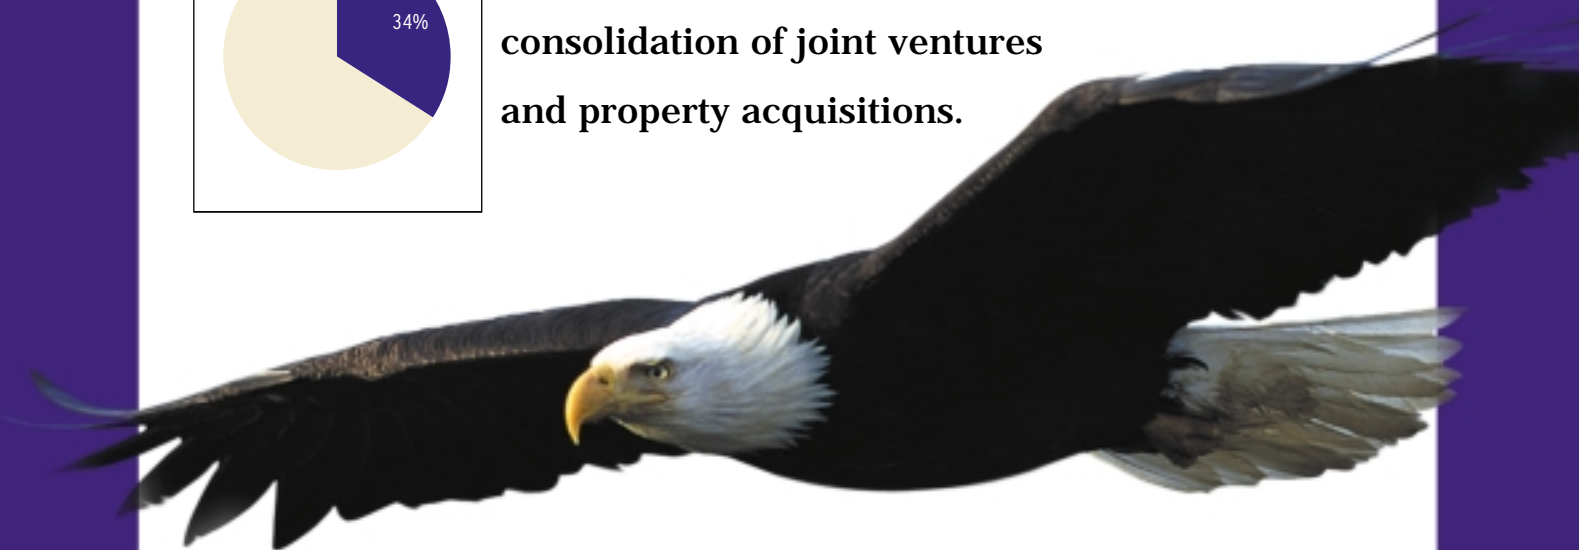 34%
consolidation of joint ventures
and property acquisitions.